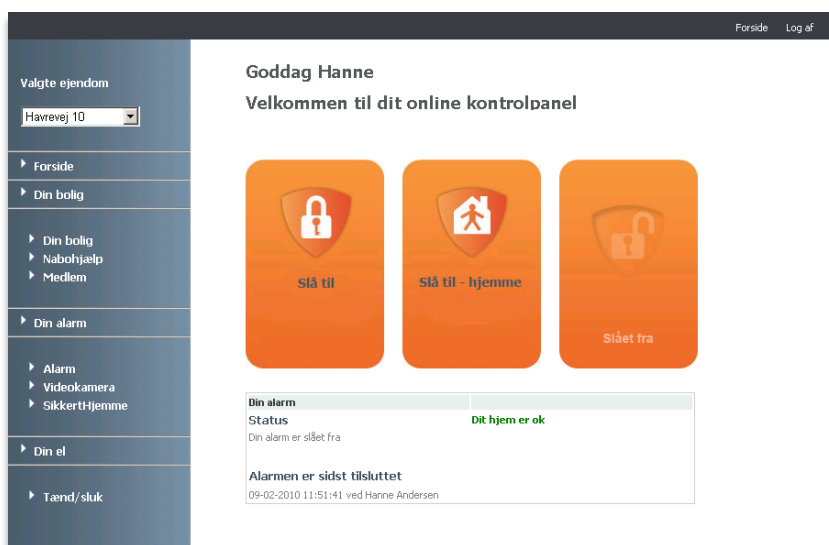 Forside Log af
Valgte ejendom
Havrevej 10
Forside
Din bolig
Din bolig
Nabohjælp
Medlem
Din alarm
Alarm
Videokamera
SikkertHjemme
Din el
Tænd/sluk
Goddag Hanne
Velkommen til dit online kontrolpanel
Slå til
Slå til - hjemme
Slået fra
Din alarm
Status Dit hjem er ok
Din alarm er slået fra
Alarmen er sidst tilsluttet
09-02-2010 11:51:41 ved Hanne Andersen